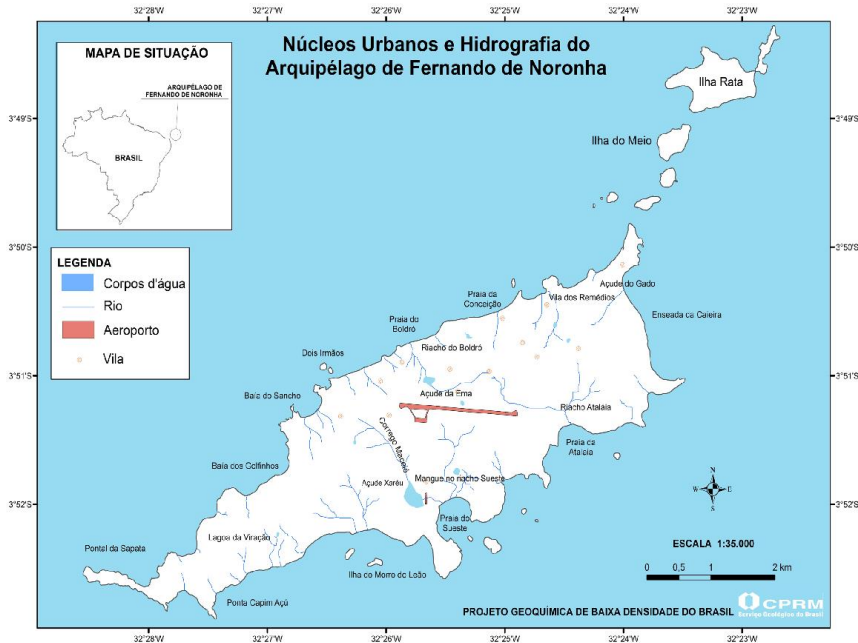 32°28'W 32°27'W 32°26'W 32°25'W 32°24'W 32°23'W
MAPA DE SITUAÇÃO
ARQUIPÉLAGO DE
FERNANDO DE NORONHA
BRASIL
Núcleos Urbanos e Hidrografia do
Arquipélago de Fernando de Noronha
Ilha Rata
3°49'S
3°49'S
Ilha do Meio
3°50'S
3°50'S
LEGENDA
Corpos d'água
Rio
Aeroporto
Vila
Açude do Gado
Praia da
Conceição
Vila dos Remédios
Enseada ca Caieira
Praia do
Boldró
Riacho do Boldró
Dois Irmãos
3°51'S
3°51'S
Baía do Sancho
Açude da Ema
Riacho Atalaia
Praia da
Atalaia
Corrego Maceió
Baía dos Golfinhos
Açude Xaréu
Mangue no riacho Sueste
3°52'S
3°52'S
Praia do
Sueste
Lagoa da Viração
Pontal da Sapata
Ilha do Morro do Leão
Ponta Capim Açú
N
W E
S
ESCALA 1:35.000
0 0,5 1 2 km
PROJETO GEOQUÍMICA DE BAIXA DENSIDADE DO BRASIL
CPRM
Serviço Geológico do Brasil
32°28'W 32°27'W 32°26'W 32°25'W 32°24'W 32°23'W